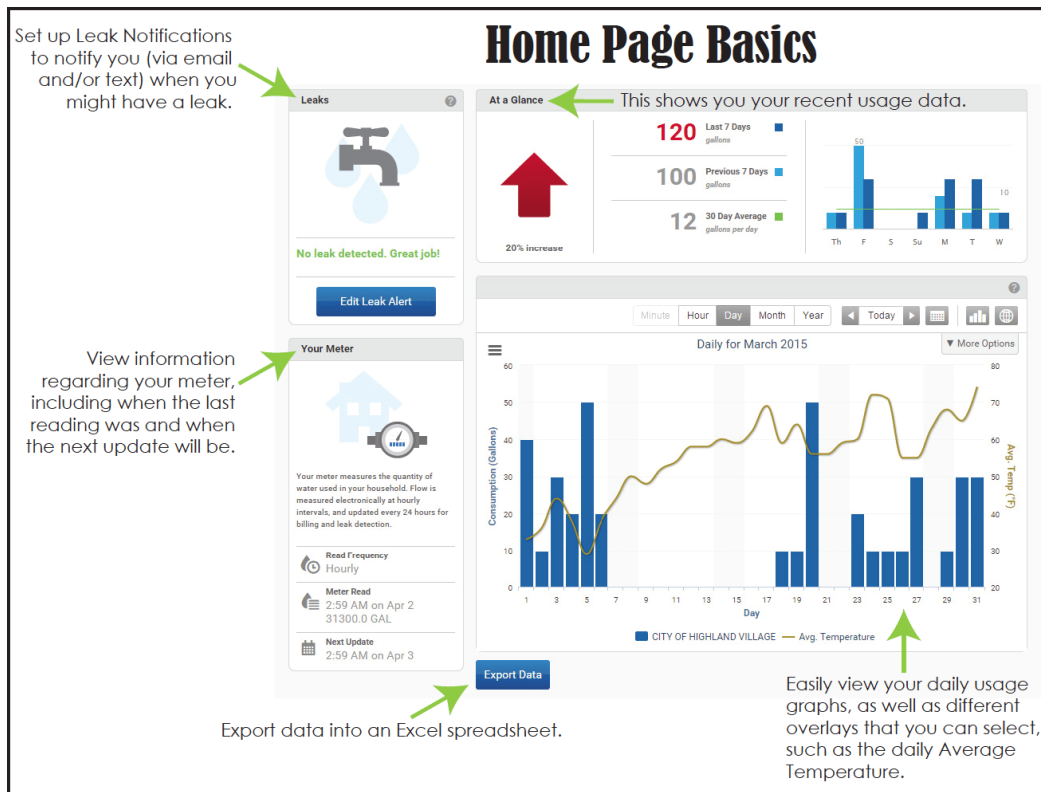 Home Page Basics
Set up Leak Notifications
to notify you (via email
and/or text) when you
might have a leak.
Leaks
?
No leak detected. Great job!
Edit Leak Alert
At a Glance
This shows you your recent usage data.
20% increase
120 Last 7 Days
gallons
100 Previous 7 Days
gallons
12 30 Day Average
gallons per day
50
10
Th F S Su M T W
View information
regarding your meter,
including when the last
reading was and when
the next update will be.
Your Meter
Your meter measures the quantity of
water used in your household. Flow is
measured electronically at hourly
intervals, and updated every 24 hours for
billing and leak detection.
Read Frequency
Hourly
Meter Read
2:59 AM on Apr 2
31300.0 GAL
Next Update
2:59 AM on Apr 3
?
Minute Hour Day Month Year Today
Daily for March 2015
▼ More Options
Consumption (Gallons)
60
50
40
30
20
10
0
Avg. Temp (°F)
80
70
60
50
40
30
20
1 3 5 7 9 11 13 15 17 19 21 23 25 27 29 31
Day
CITY OF HIGHLAND VILLAGE Avg. Temperature
Export Data
Export data into an Excel spreadsheet.
Easily view your daily usage
graphs, as well as different
overlays that you can select,
such as the daily Average
Temperature.